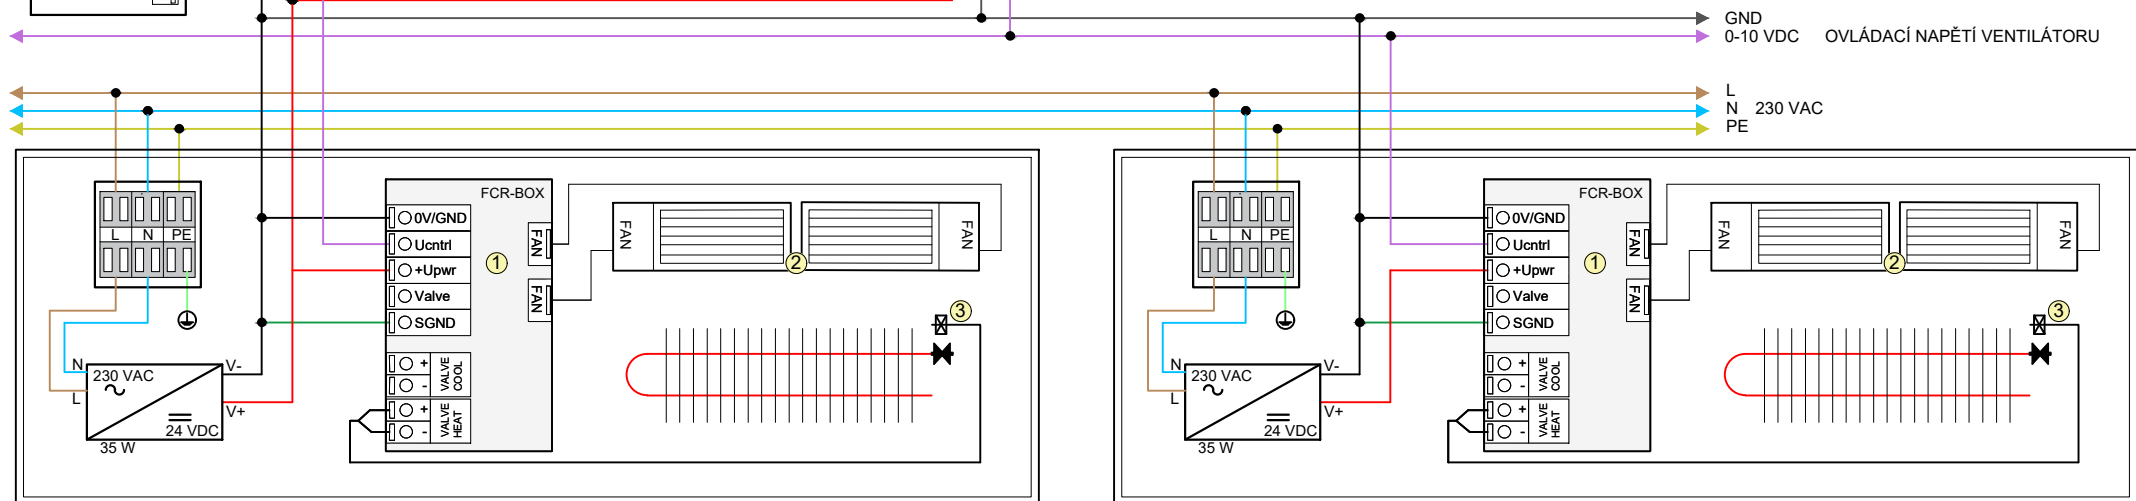 GND
0-10 VDC OVLÁDACÍ NAPĚTÍ VENTILÁTORU
L
N 230 VAC
PE
L N PE
N
L
230 VAC
24 VDC
35 W
V-
V+
FCR-BOX
0V/GND
Ucntrl
+Upwr
Valve
SGND
+
-
VALVE
COOL
+
-
VALVE
HEAT
FAN
FAN
1
FAN
FAN
2
3
L N PE
N
L
230 VAC
24 VDC
35 W
V-
V+
FCR-BOX
0V/GND
Ucntrl
+Upwr
Valve
SGND
+
-
VALVE
COOL
+
-
VALVE
HEAT
FAN
FAN
1
FAN
FAN
2
3